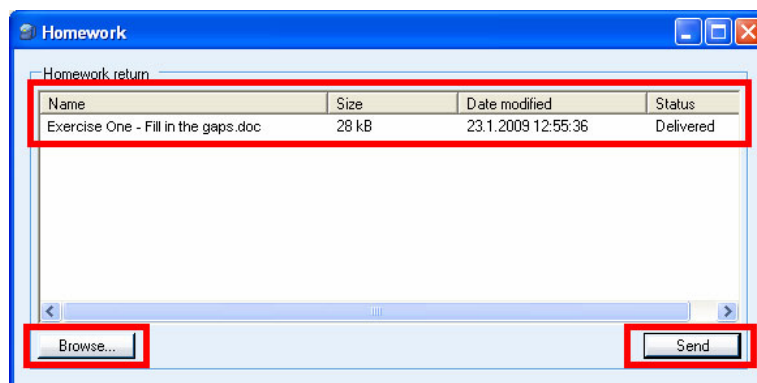 Homework
Homework return
Name Size Date modified Status
Exercise One - Fill in the gaps.doc 28 kB 23.1.2009 12:55:36 Delivered
Browse... Send